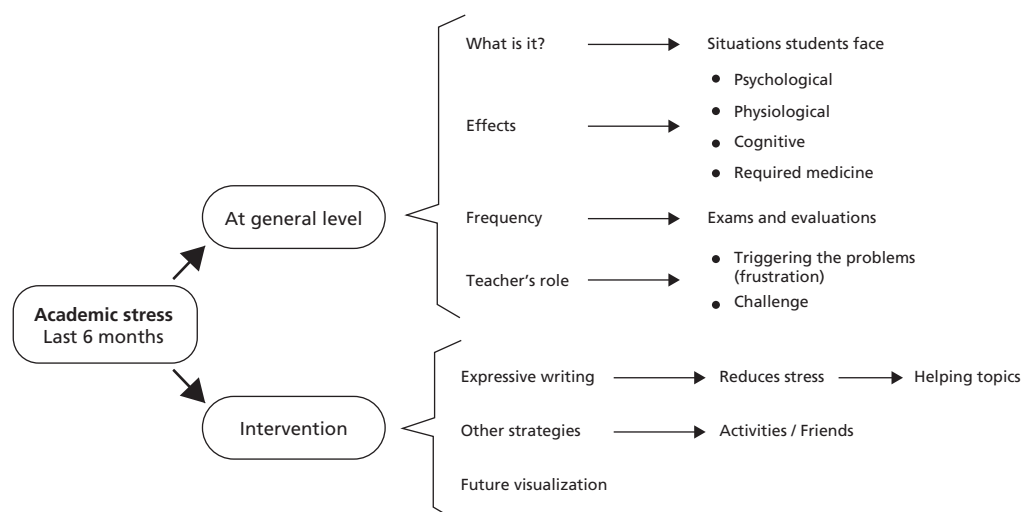 What is it?
Situations students face
Effects
• Psychological
• Physiological
• Cognitive
• Required medicine
At general level
Frequency
Exams and evaluations
Teacher's role
• Triggering the problems
(frustration)
• Challenge
Academic stress
Last 6 months
Expressive writing
Reduces stress
Helping topics
Intervention
Other strategies
Activities / Friends
Future visualization